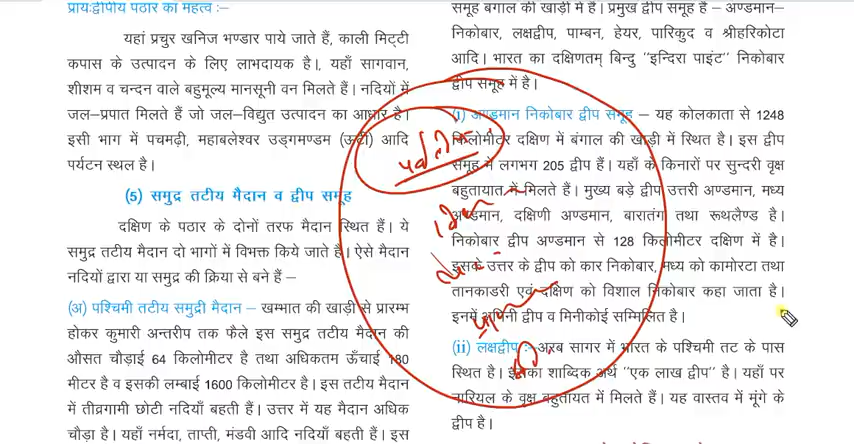 प्रायःद्वीपीय पठार का महत्व :–
यहां प्रचुर खनिज भण्डार पाये जाते हैं, काली मिट्टी
कपास के उत्पादन के लिए लाभदायक है। यहाँ सागवान,
शीशम व चन्दन वाले बहुमूल्य मानसूनी वन मिलते हैं। नदियों में
जल–प्रपात मिलते हैं जो जल–विद्युत उत्पादन का आधार है।
इसी भाग में पचमढ़ी, महाबलेश्वर उड़गमण्डम (ऊटी) आदि
पर्यटन स्थल है।
(5) समुद्र तटीय मैदान व द्वीप समूह
दक्षिण के पठार के दोनों तरफ मैदान स्थित हैं। ये
समुद्र तटीय मैदान दो भागों में विभक्त किये जाते हैं। ऐसे मैदान
नदियों द्वारा या समुद्र की क्रिया से बने हैं –
(अ) पश्चिमी तटीय समुद्री मैदान – खम्भात की खाड़ी से प्रारम्भ
होकर कुमारी अन्तरीप तक फैले इस समुद्र तटीय मैदान की
औसत चौड़ाई 64 किलोमीटर है तथा अधिकतम ऊँचाई 180
मीटर है व इसकी लम्बाई 1600 किलोमीटर है। इस तटीय मैदान
में तीव्रगामी छोटी नदियाँ बहती हैं। उत्तर में यह मैदान अधिक
चौड़ा है। यहाँ नर्मदा, ताप्ती, मंडवी आदि नदियाँ बहती हैं। इस
समूह बंगाल की खाड़ी में है। प्रमुख द्वीप समूह है – अण्डमान–
निकोबार, लक्षद्वीप, पाम्बन, हेयर, पारिकुद व श्रीहरिकोटा
आदि। भारत का दक्षिणतम् बिन्दु "इन्दिरा पाइंट" निकोबार
द्वीप समूह में है।
(i) अण्डमान निकोबार द्वीप समूह – यह कोलकाता से 1248
किलोमीटर दक्षिण में बंगाल की खाड़ी में स्थित है। इस द्वीप
समूह में लगभग 205 द्वीप हैं। यहाँ के किनारों पर सुन्दरी वृक्ष
बहुतायात में मिलते हैं। मुख्य बड़े द्वीप उत्तरी अण्डमान, मध्य
अण्डमान, दक्षिणी अण्डमान, बारातंग तथा रूथलैण्ड है।
निकोबार द्वीप अण्डमान से 128 किलोमीटर दक्षिण में है।
इसके उत्तर के द्वीप को कार निकोबार, मध्य को कामोरटा तथा
तानकाडरी एवं दक्षिण को विशाल निकोबार कहा जाता है।
इनमें अमिनी द्वीप व मिनीकोई सम्मिलित है।
(ii) लक्षद्वीप :– अरब सागर में भारत के पश्चिमी तट के पास
स्थित है। इसका शाब्दिक अर्थ "एक लाख द्वीप" है। यहाँ पर
नारियल के वृक्ष बहुतायत में मिलते हैं। यह वास्तव में मूंगे के
द्वीप है।